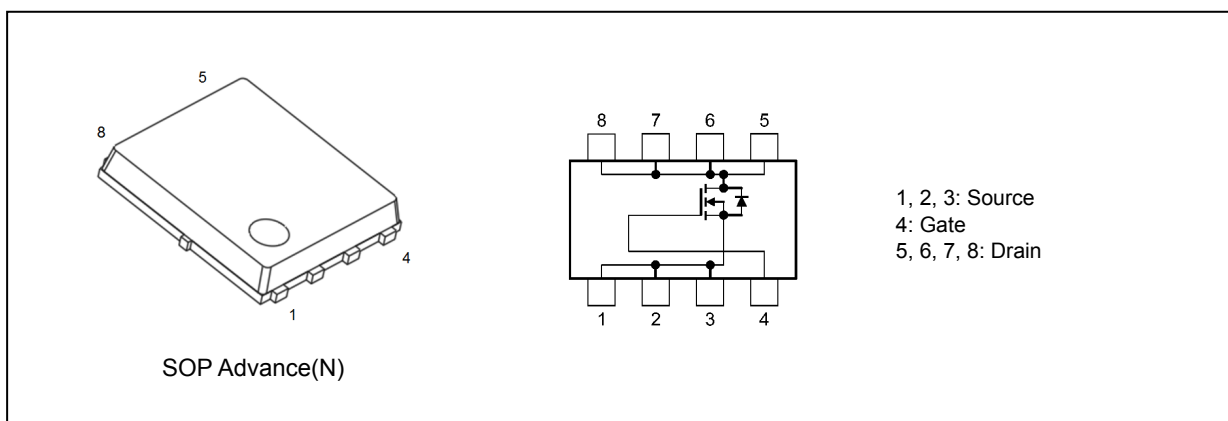 5
8
4
1
SOP Advance(N)
8 7 6 5
1 2 3 4
1, 2, 3: Source
4: Gate
5, 6, 7, 8: Drain